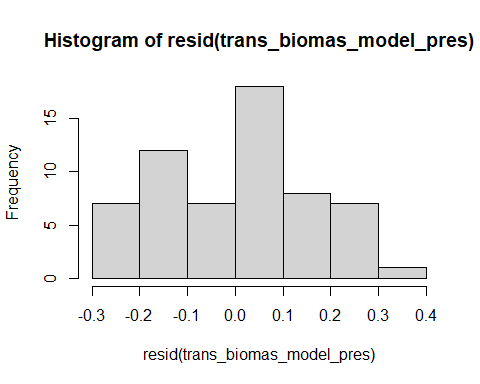 Histogram of resid(trans_biomas_model_pres)
Frequency
15
10
5
0
-0.3 -0.2 -0.1 0.0 0.1 0.2 0.3 0.4
resid(trans_biomas_model_pres)